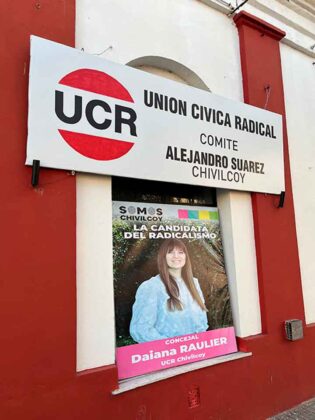 UCR
UNION CIVICA RADICAL
COMITE
ALEJANDRO SUAREZ
CHIVILCOY
SOMOS
CHIVILCOY
LA CANDIDATA
DEL RADICALISMO
CONCEJAL
Daiana RAULIER
UCR Chivilcoy